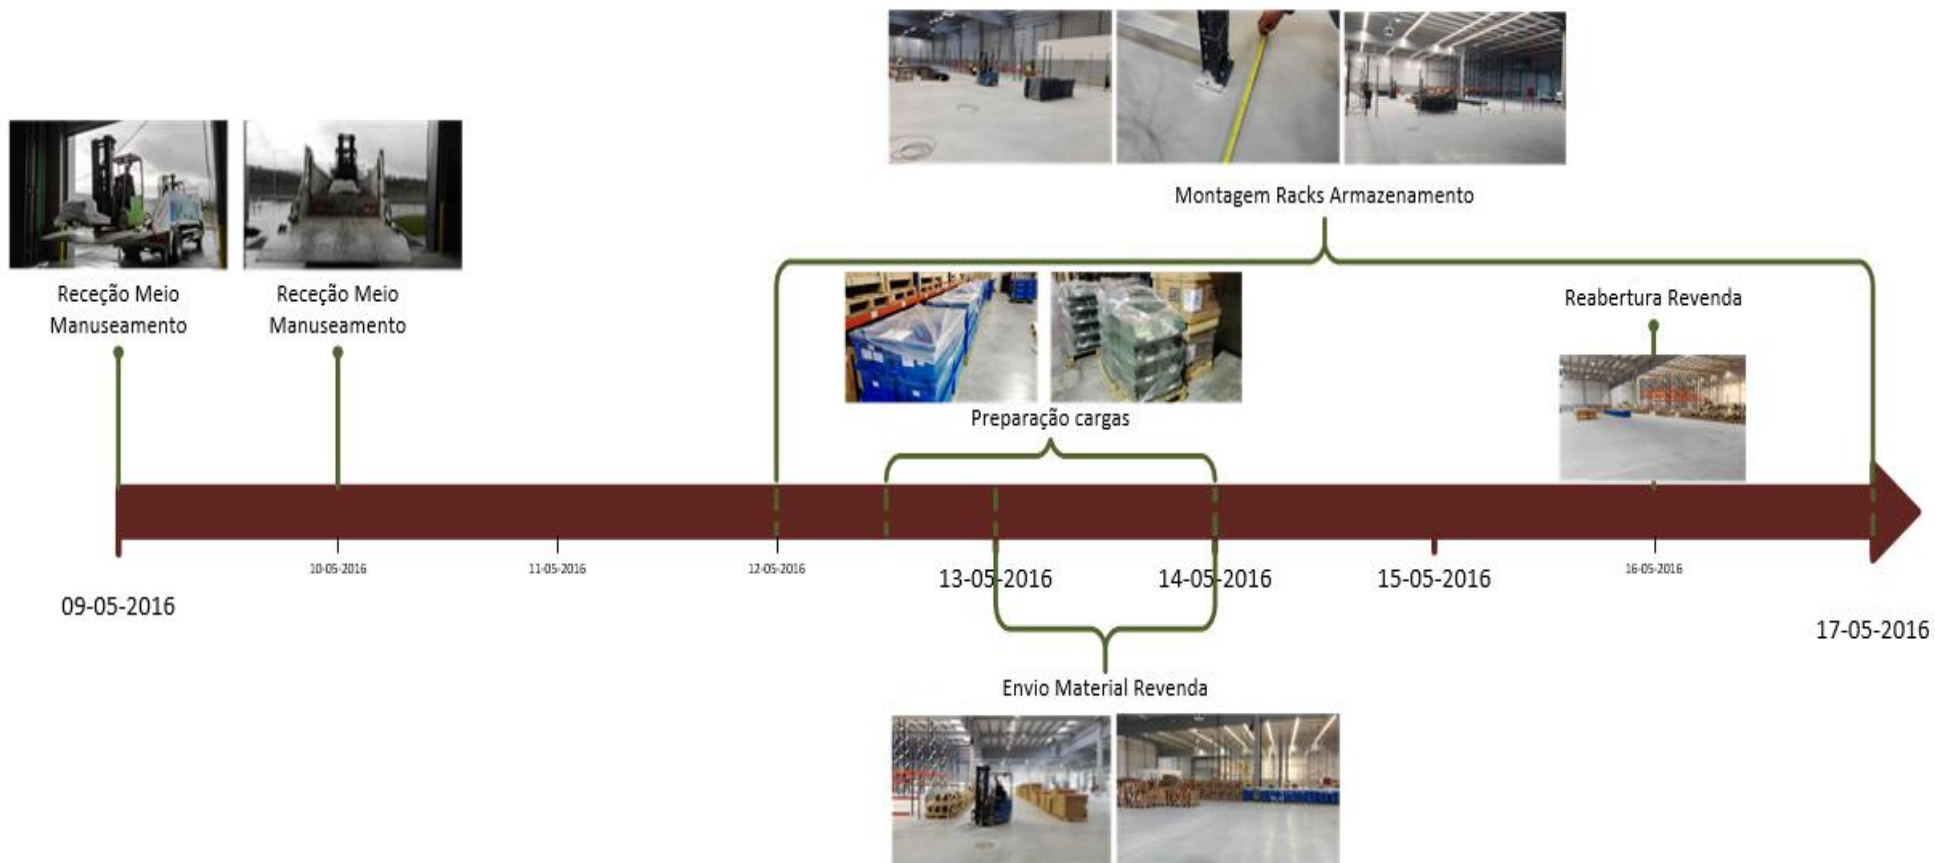 Montagem Racks Armazenamento
Receção Meio
Manuseamento
Receção Meio
Manuseamento
Reabertura Revenda
Preparação cargas
10-05-2016
11-05-2016
12-05-2016
13-05-2016
14-05-2016
15-05-2016
16-05-2016
09-05-2016
17-05-2016
Envio Material Revenda